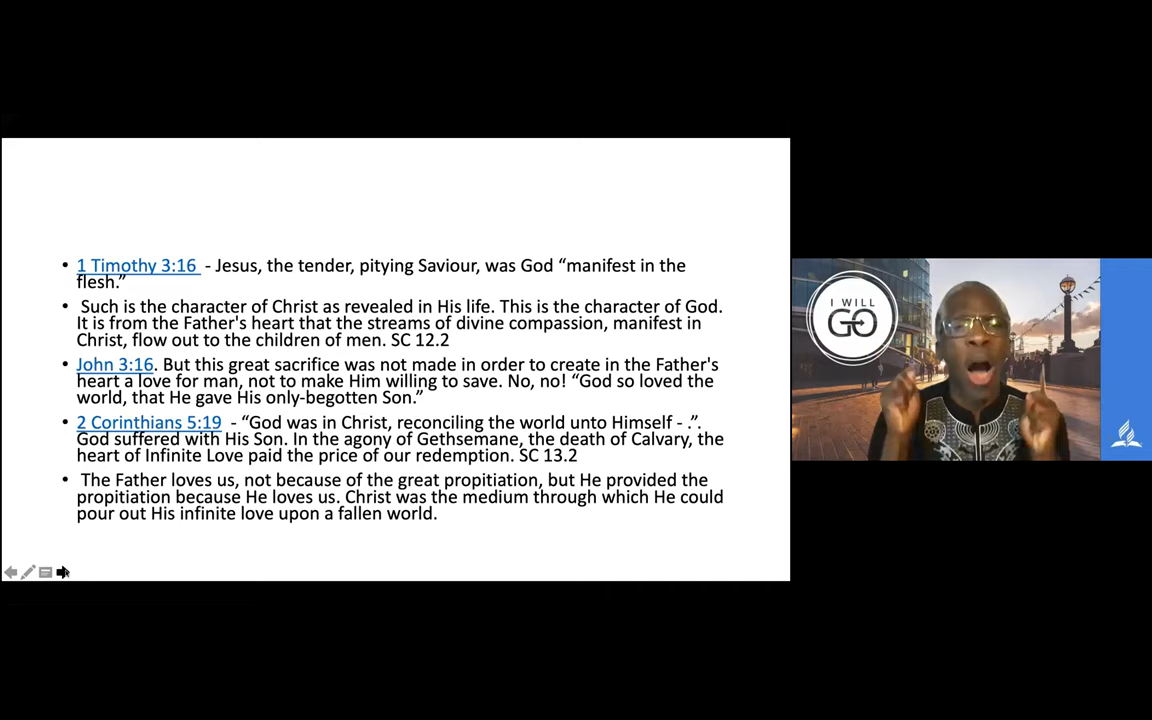 • 1 Timothy 3:16 - Jesus, the tender, pitying Saviour, was God “manifest in the
flesh.”
• Such is the character of Christ as revealed in His life. This is the character of God.
It is from the Father's heart that the streams of divine compassion, manifest in
Christ, flow out to the children of men. SC 12.2
• John 3:16. But this great sacrifice was not made in order to create in the Father's
heart a love for man, not to make Him willing to save. No, no! “God so loved the
world, that He gave His only-begotten Son.”
• 2 Corinthians 5:19 - “God was in Christ, reconciling the world unto Himself - .”.
God suffered with His Son. In the agony of Gethsemane, the death of Calvary, the
heart of Infinite Love paid the price of our redemption. SC 13.2
• The Father loves us, not because of the great propitiation, but He provided the
propitiation because He loves us. Christ was the medium through which He could
pour out His infinite love upon a fallen world.
I WILL
GO